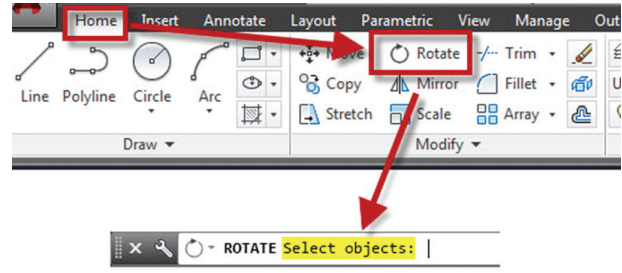 Home Insert Annotate Layout Parametric View Manage Out
Move Rotate Trim
Line Polyline Circle Arc Copy Mirror Fillet
Stretch Scale Array
Draw Modify
ROTATE Select objects: